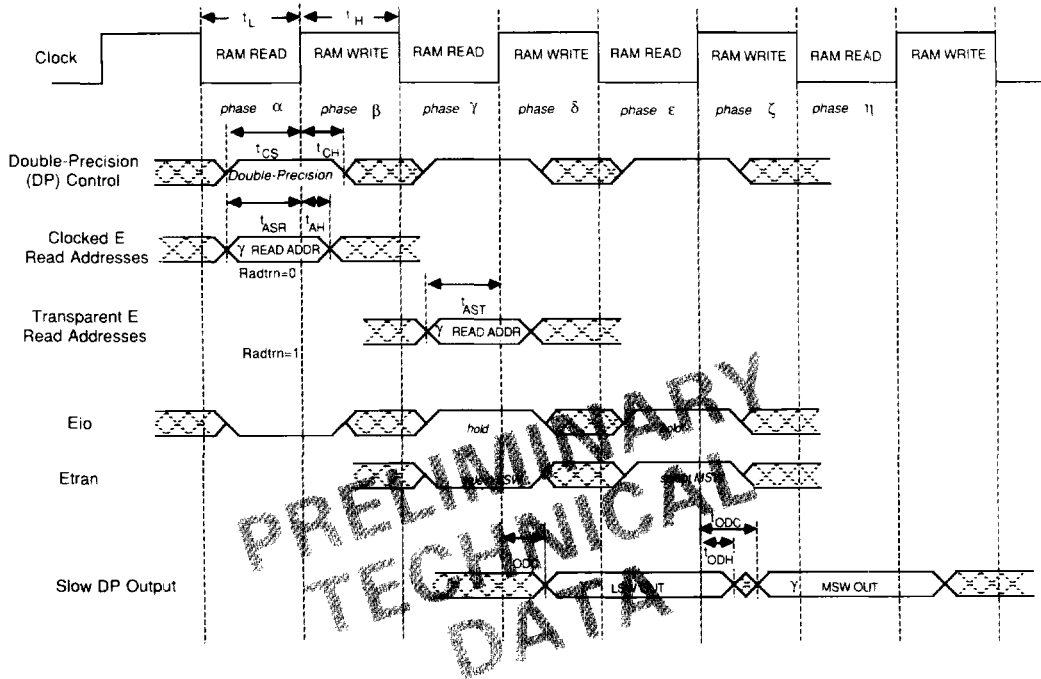 t_L t_H
Clock RAM READ RAM WRITE RAM READ RAM WRITE RAM READ RAM WRITE RAM READ RAM WRITE
phase α phase β phase γ phase δ phase ε phase ζ phase η
Double-Precision (DP) Control
t_CS t_CH
Double-Precision
t_ASR t_AH
Clocked E Read Addresses
γ READ ADDR
Radtrn=0
Transparent E Read Addresses
t_AST
γ READ ADDR
Radtrn=1
Eio
hold
Etran
MSW
t_ODC
t_ODH
Slow DP Output
LSW OUT
γ MSW OUT
PRELIMINARY
TECHNICAL
DATA